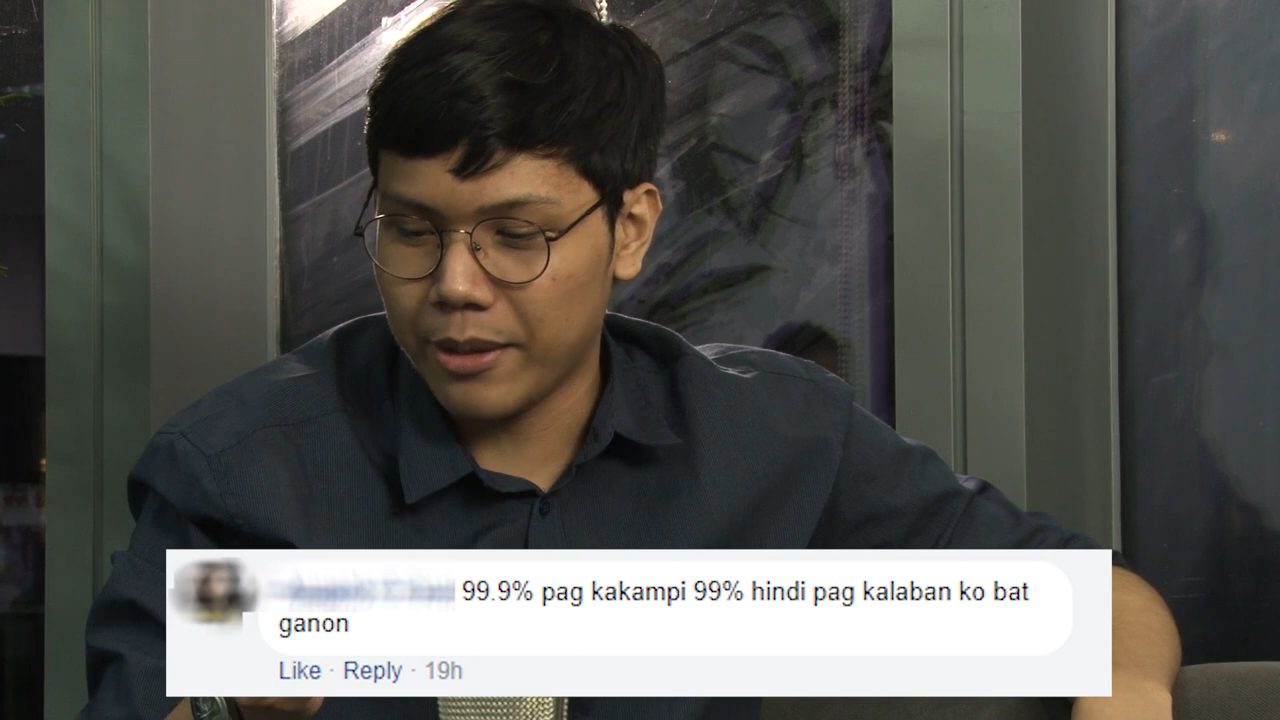 99.9% pag kakampi 99% hindi pag kalaban ko bat
ganon
Like · Reply · 19h